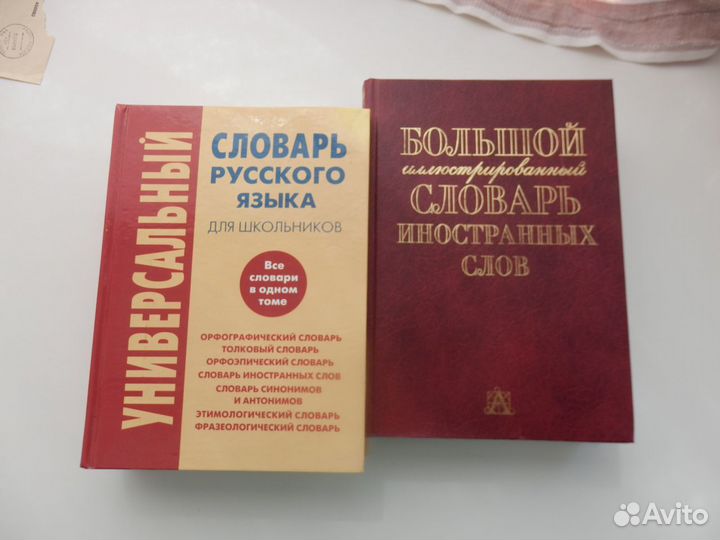 УНИВЕРСАЛЬНЫЙ
СЛОВАРЬ
РУССКОГО
ЯЗЫКА
ДЛЯ ШКОЛЬНИКОВ
Все
словари
в одном
томе
ОРФОГРАФИЧЕСКИЙ СЛОВАРЬ
ТОЛКОВЫЙ СЛОВАРЬ
ОРФОЭПИЧЕСКИЙ СЛОВАРЬ
СЛОВАРЬ ИНОСТРАННЫХ СЛОВ
СЛОВАРЬ СИНОНИМОВ
И АНТОНИМОВ
ЭТИМОЛОГИЧЕСКИЙ СЛОВАРЬ
ФРАЗЕОЛОГИЧЕСКИЙ СЛОВАРЬ
БОЛЬШОЙ
иллюстрированный
СЛОВАРЬ
ИНОСТРАННЫХ
СЛОВ
Avito